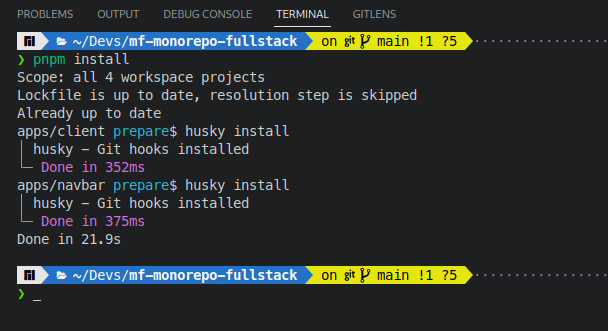 PROBLEMS OUTPUT DEBUG CONSOLE TERMINAL GITLENS
~/Devs/mf-monorepo-fullstack on git main !1 ?5
❯ pnpm install
Scope: all 4 workspace projects
Lockfile is up to date, resolution step is skipped
Already up to date
apps/client prepare$ husky install
│ husky - Git hooks installed
└─ Done in 352ms
apps/navbar prepare$ husky install
│ husky - Git hooks installed
└─ Done in 375ms
Done in 21.9s
~/Devs/mf-monorepo-fullstack on git main !1 ?5
❯ _